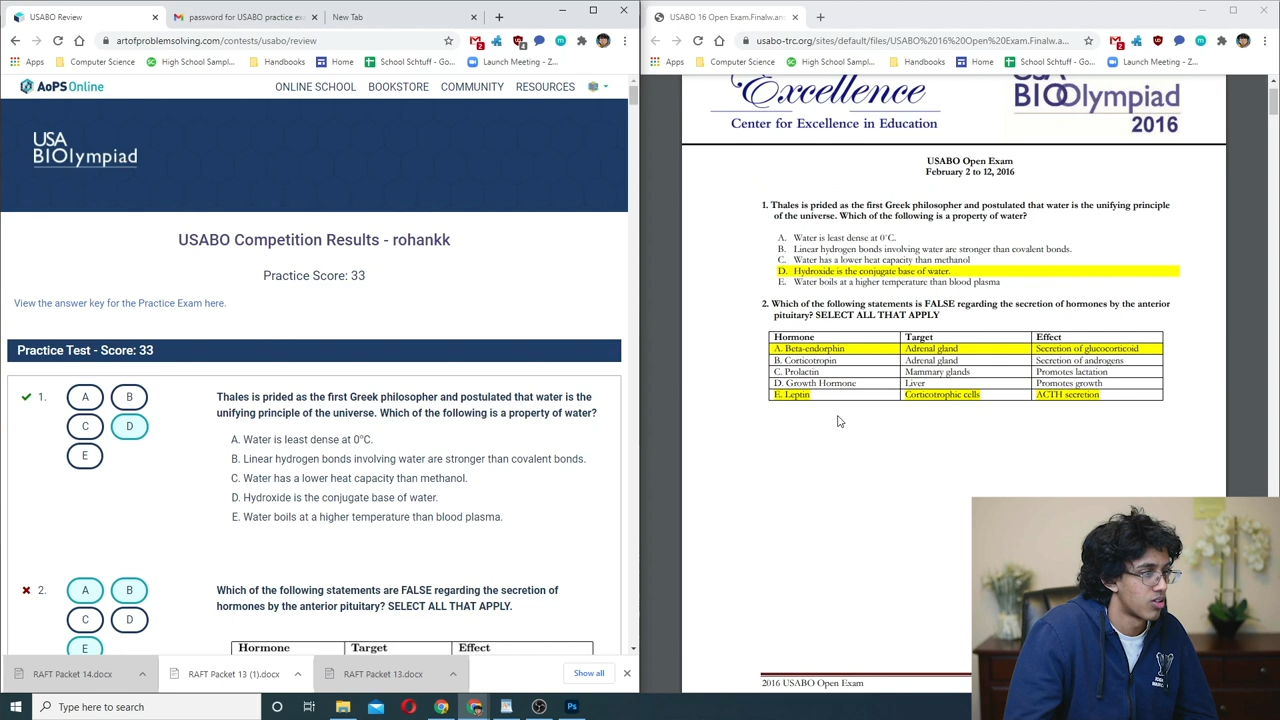 USABO Review
password for USABO practice ex
New Tab
USABO 16 Open Exam.Finalw.an
artofproblemsolving.com/contests/usabo/review
usabo-trc.org/sites/default/files/USABO%2016%20Open%20Exam.Finalw.a...
Apps
Computer Science
High School Sampl...
Handbooks
Home
School Schtuff - Go...
Launch Meeting - Z...
Apps
Computer Science
High School Sampl...
Handbooks
Home
School Schtuff - Go...
Launch Meeting - Z...
AoPS Online
ONLINE SCHOOL
BOOKSTORE
COMMUNITY
RESOURCES
USA
BIOlympiad
USABO Competition Results - rohankk
Practice Score: 33
View the answer key for the Practice Exam here.
Practice Test - Score: 33
1.
A
B
C
D
E
Thales is prided as the first Greek philosopher and postulated that water is the
unifying principle of the universe. Which of the following is a property of water?
A. Water is least dense at 0°C.
B. Linear hydrogen bonds involving water are stronger than covalent bonds.
C. Water has a lower heat capacity than methanol.
D. Hydroxide is the conjugate base of water.
E. Water boils at a higher temperature than blood plasma.
2.
A
B
C
D
E
Which of the following statements are FALSE regarding the secretion of
hormones by the anterior pituitary? SELECT ALL THAT APPLY.
Hormone Target Effect
Excellence
Center for Excellence in Education
USA
BIOlympiad
2016
USABO Open Exam
February 2 to 12, 2016
1. Thales is prided as the first Greek philosopher and postulated that water is the unifying principle
of the universe. Which of the following is a property of water?
A. Water is least dense at 0˚C.
B. Linear hydrogen bonds involving water are stronger than covalent bonds.
C. Water has a lower heat capacity than methanol
D. Hydroxide is the conjugate base of water.
E. Water boils at a higher temperature than blood plasma
2. Which of the following statements is FALSE regarding the secretion of hormones by the anterior
pituitary? SELECT ALL THAT APPLY
Hormone Target Effect
A. Beta-endorphin Adrenal gland Secretion of glucocorticoid
B. Corticotropin Adrenal gland Secretion of androgens
C. Prolactin Mammary glands Promotes lactation
D. Growth Hormone Liver Promotes growth
E. Leptin Corticotrophic cells ACTH secretion
2016 USABO Open Exam
RAFT Packet 14.docx
RAFT Packet 13 (1).docx
RAFT Packet 13.docx
Show all
Type here to search